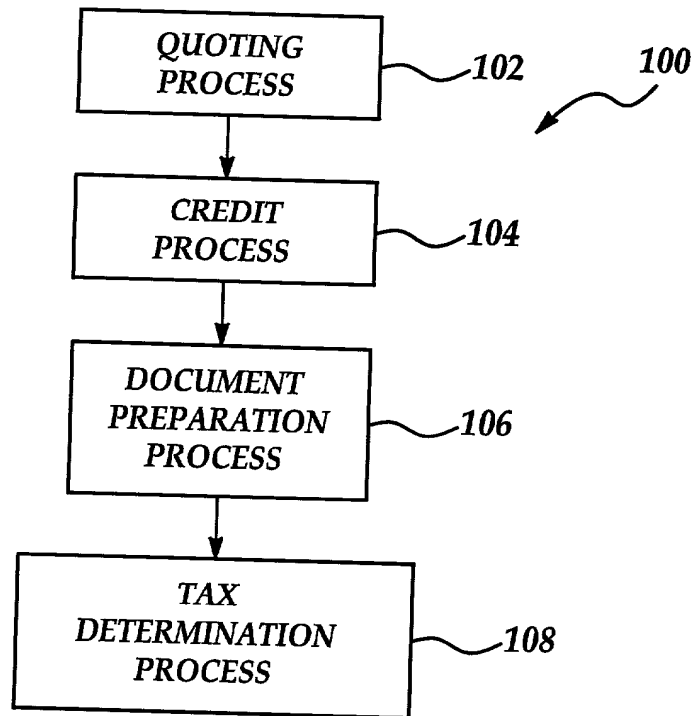 QUOTING
PROCESS
102
100
CREDIT
PROCESS
104
DOCUMENT
PREPARATION
PROCESS
106
TAX
DETERMINATION
PROCESS
108